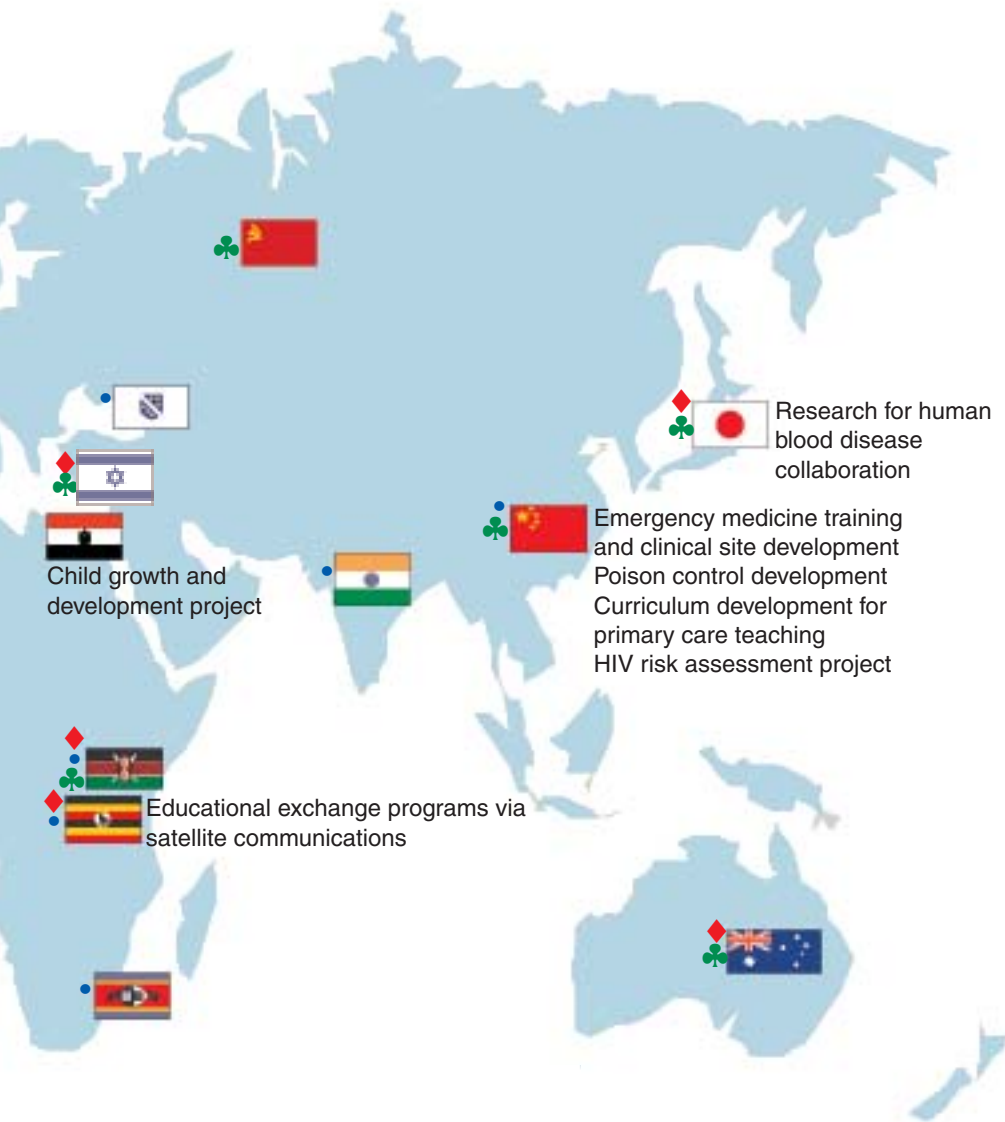 Research for human
blood disease
collaboration
Emergency medicine training
and clinical site development
Poison control development
Curriculum development for
primary care teaching
HIV risk assessment project
Child growth and
development project
Educational exchange programs via
satellite communications